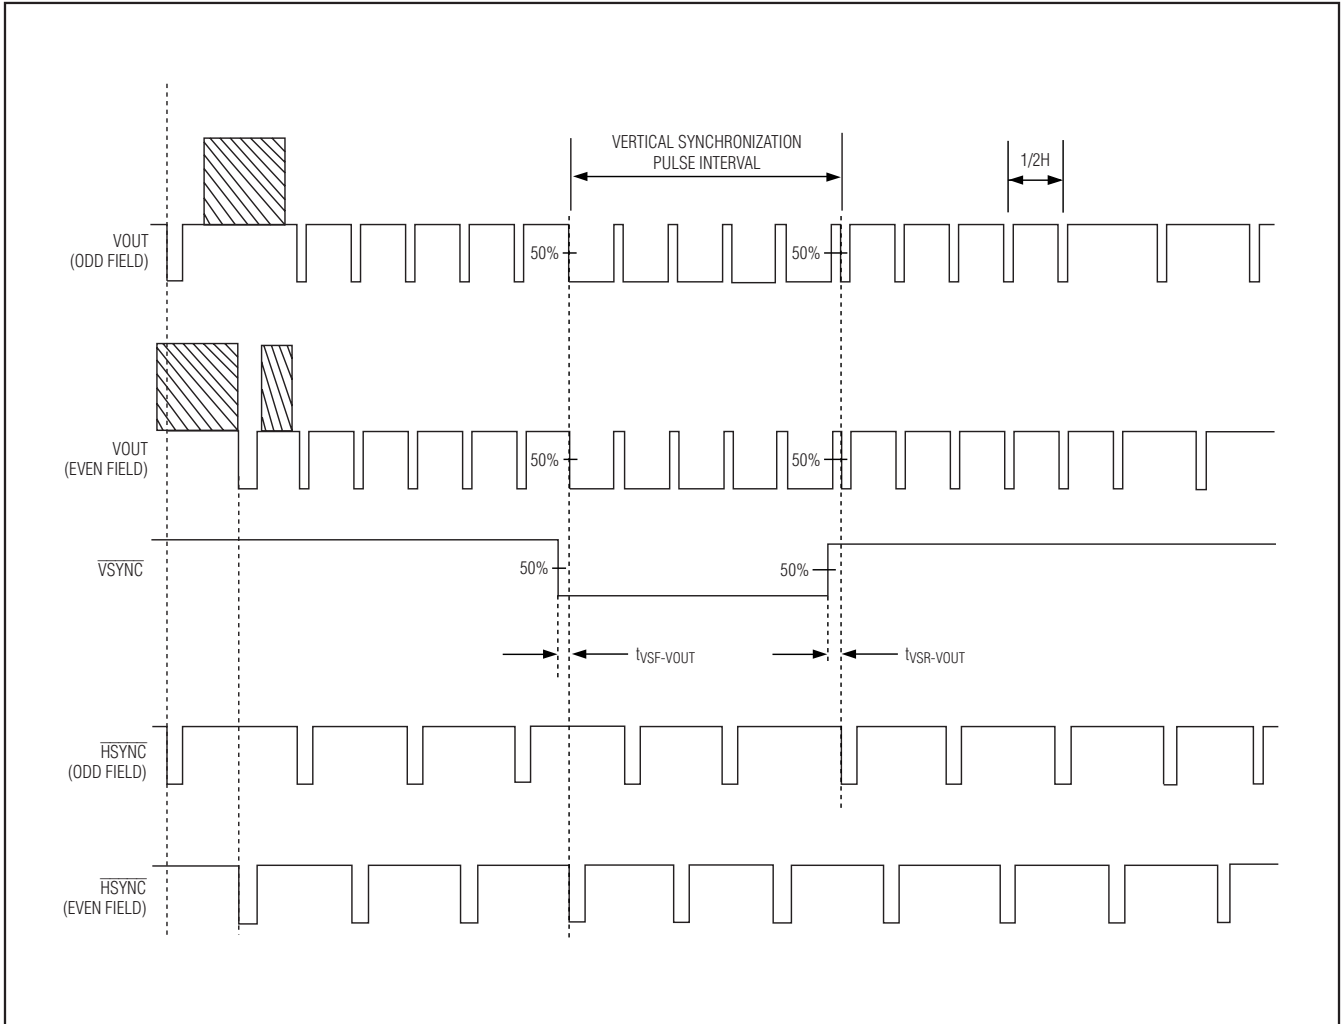 VERTICAL SYNCHRONIZATION
PULSE INTERVAL
1/2H
VOUT
(ODD FIELD)
50%
50%
VOUT
(EVEN FIELD)
50%
50%
VSYNC
50%
50%
tVSF-VOUT
tVSR-VOUT
HSYNC
(ODD FIELD)
HSYNC
(EVEN FIELD)